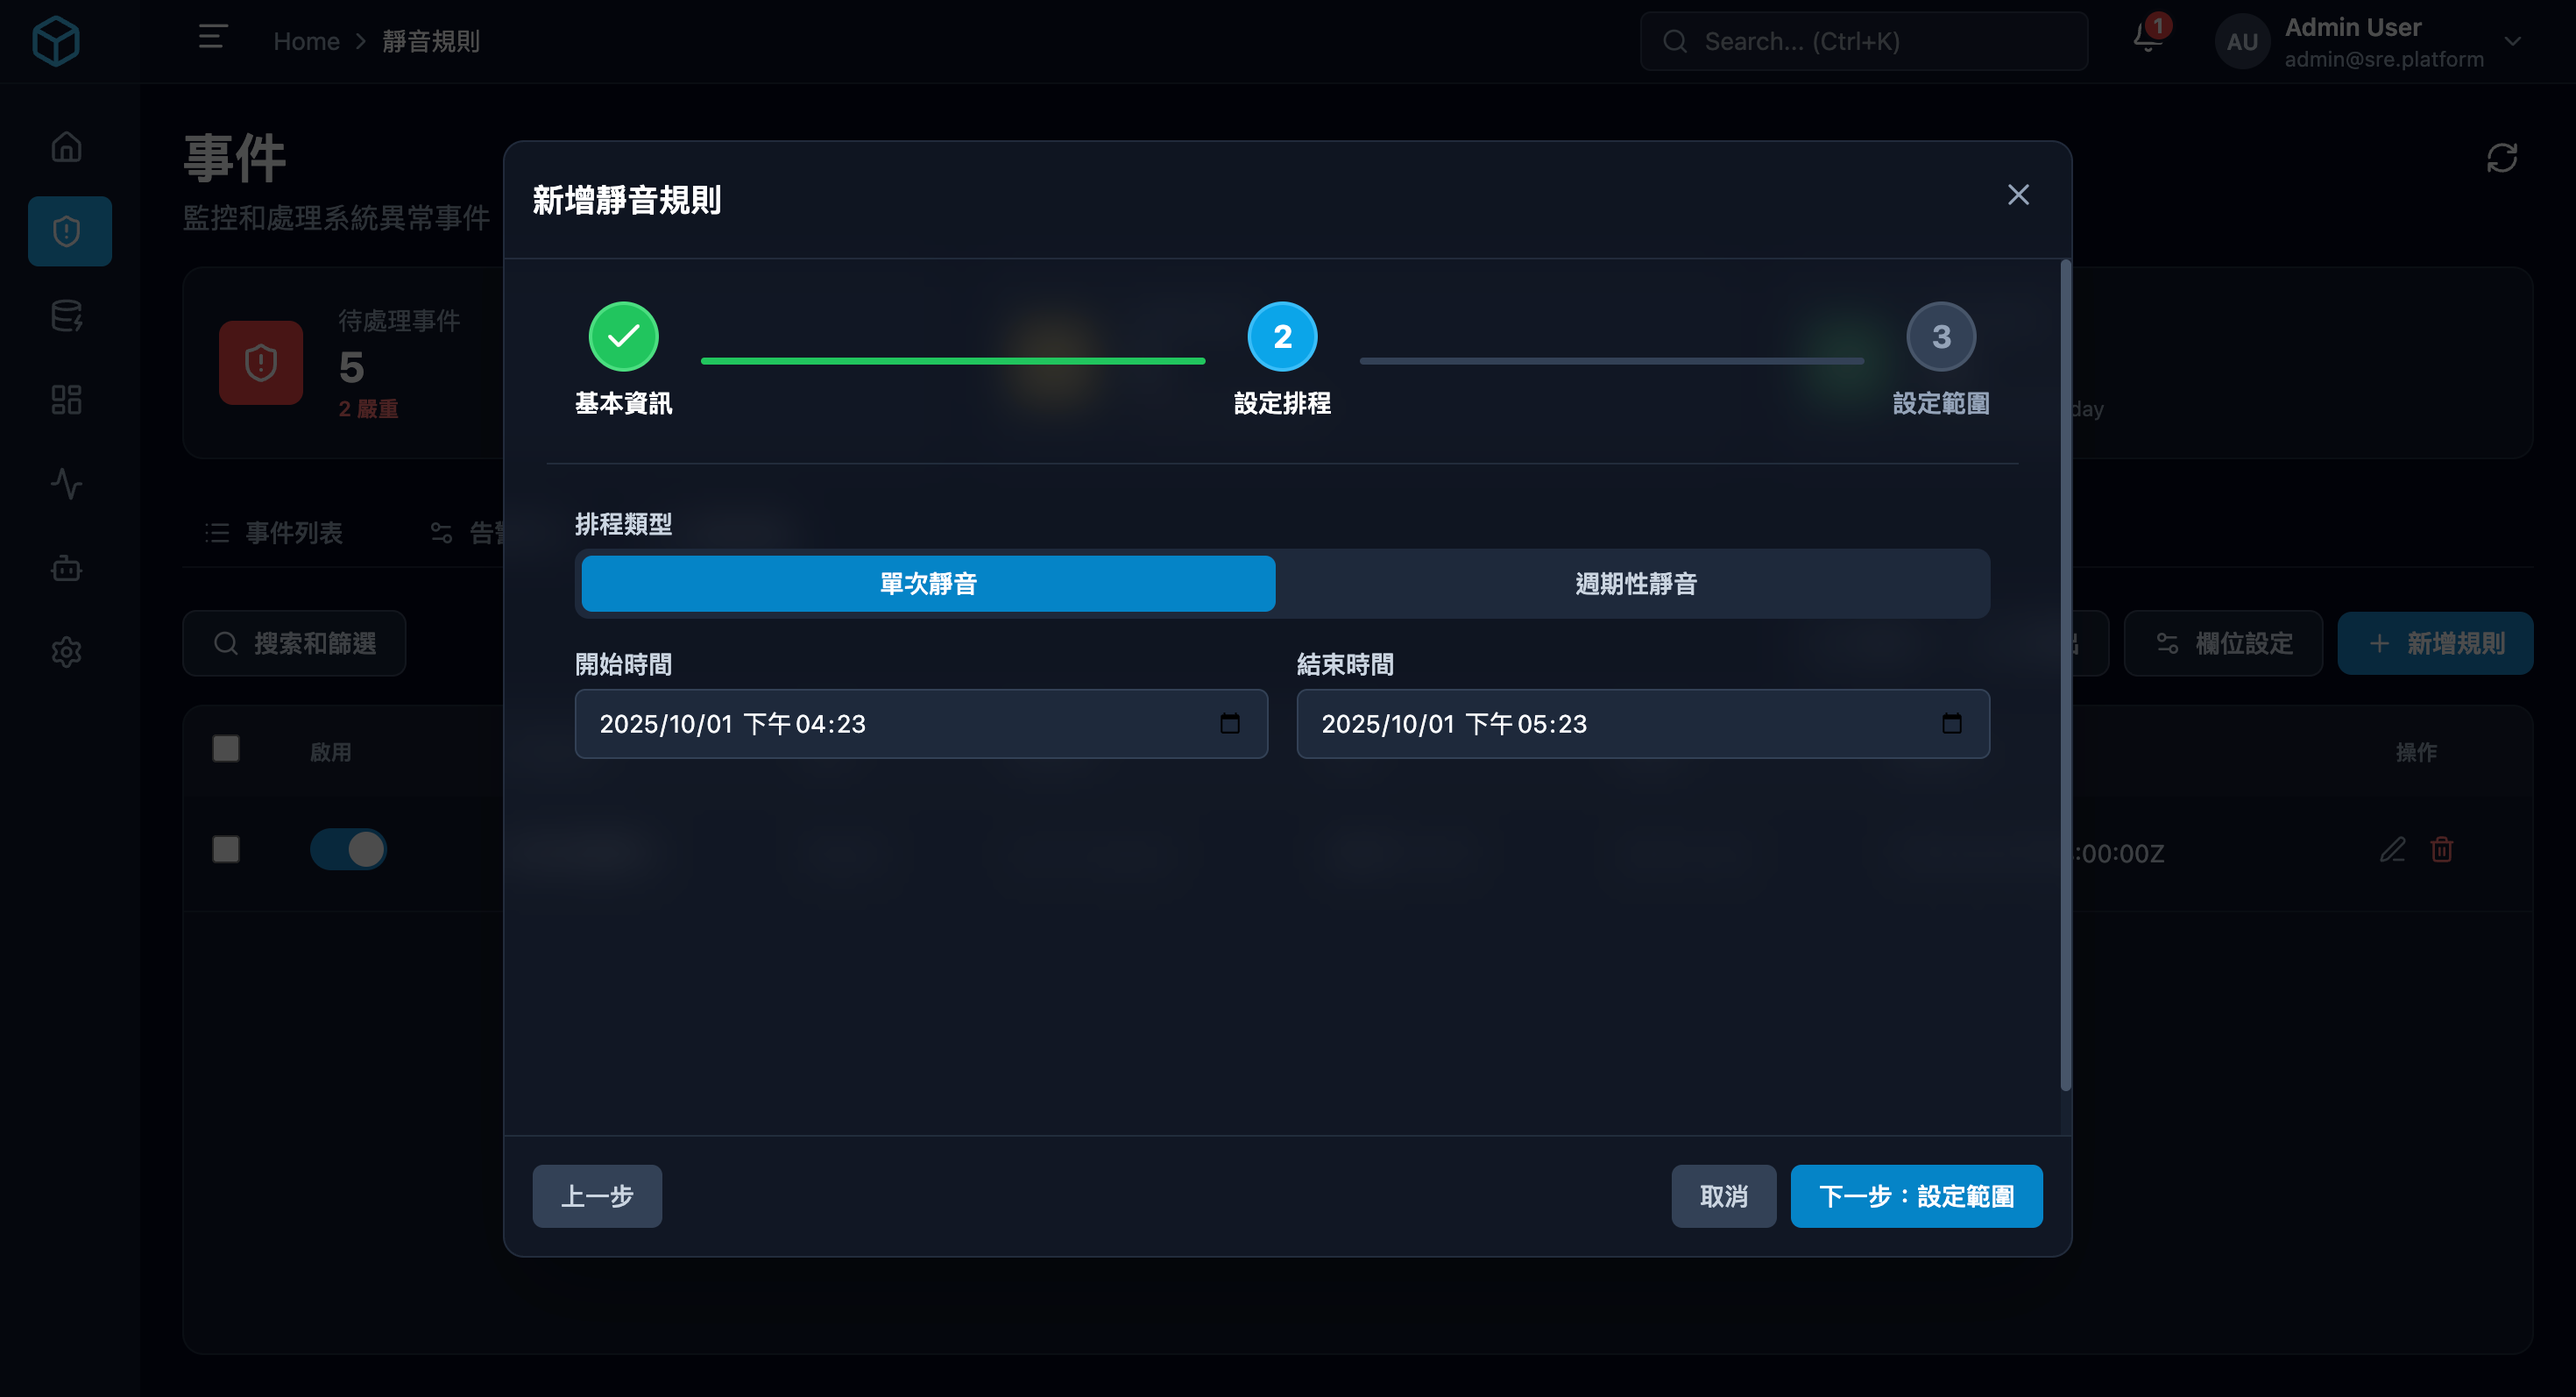 Home > 靜音規則
Search... (Ctrl+K)
1
AU
Admin User
admin@sre.platform
事件
監控和處理系統異常事件
待處理事件
5
2 嚴重
day
事件列表
告警
搜索和篩選
欄位設定
新增規則
啟用
操作
:00:00Z
新增靜音規則
2
3
基本資訊
設定排程
設定範圍
排程類型
單次靜音
週期性靜音
開始時間
結束時間
2025/10/01 下午04:23
2025/10/01 下午05:23
上一步
取消
下一步：設定範圍